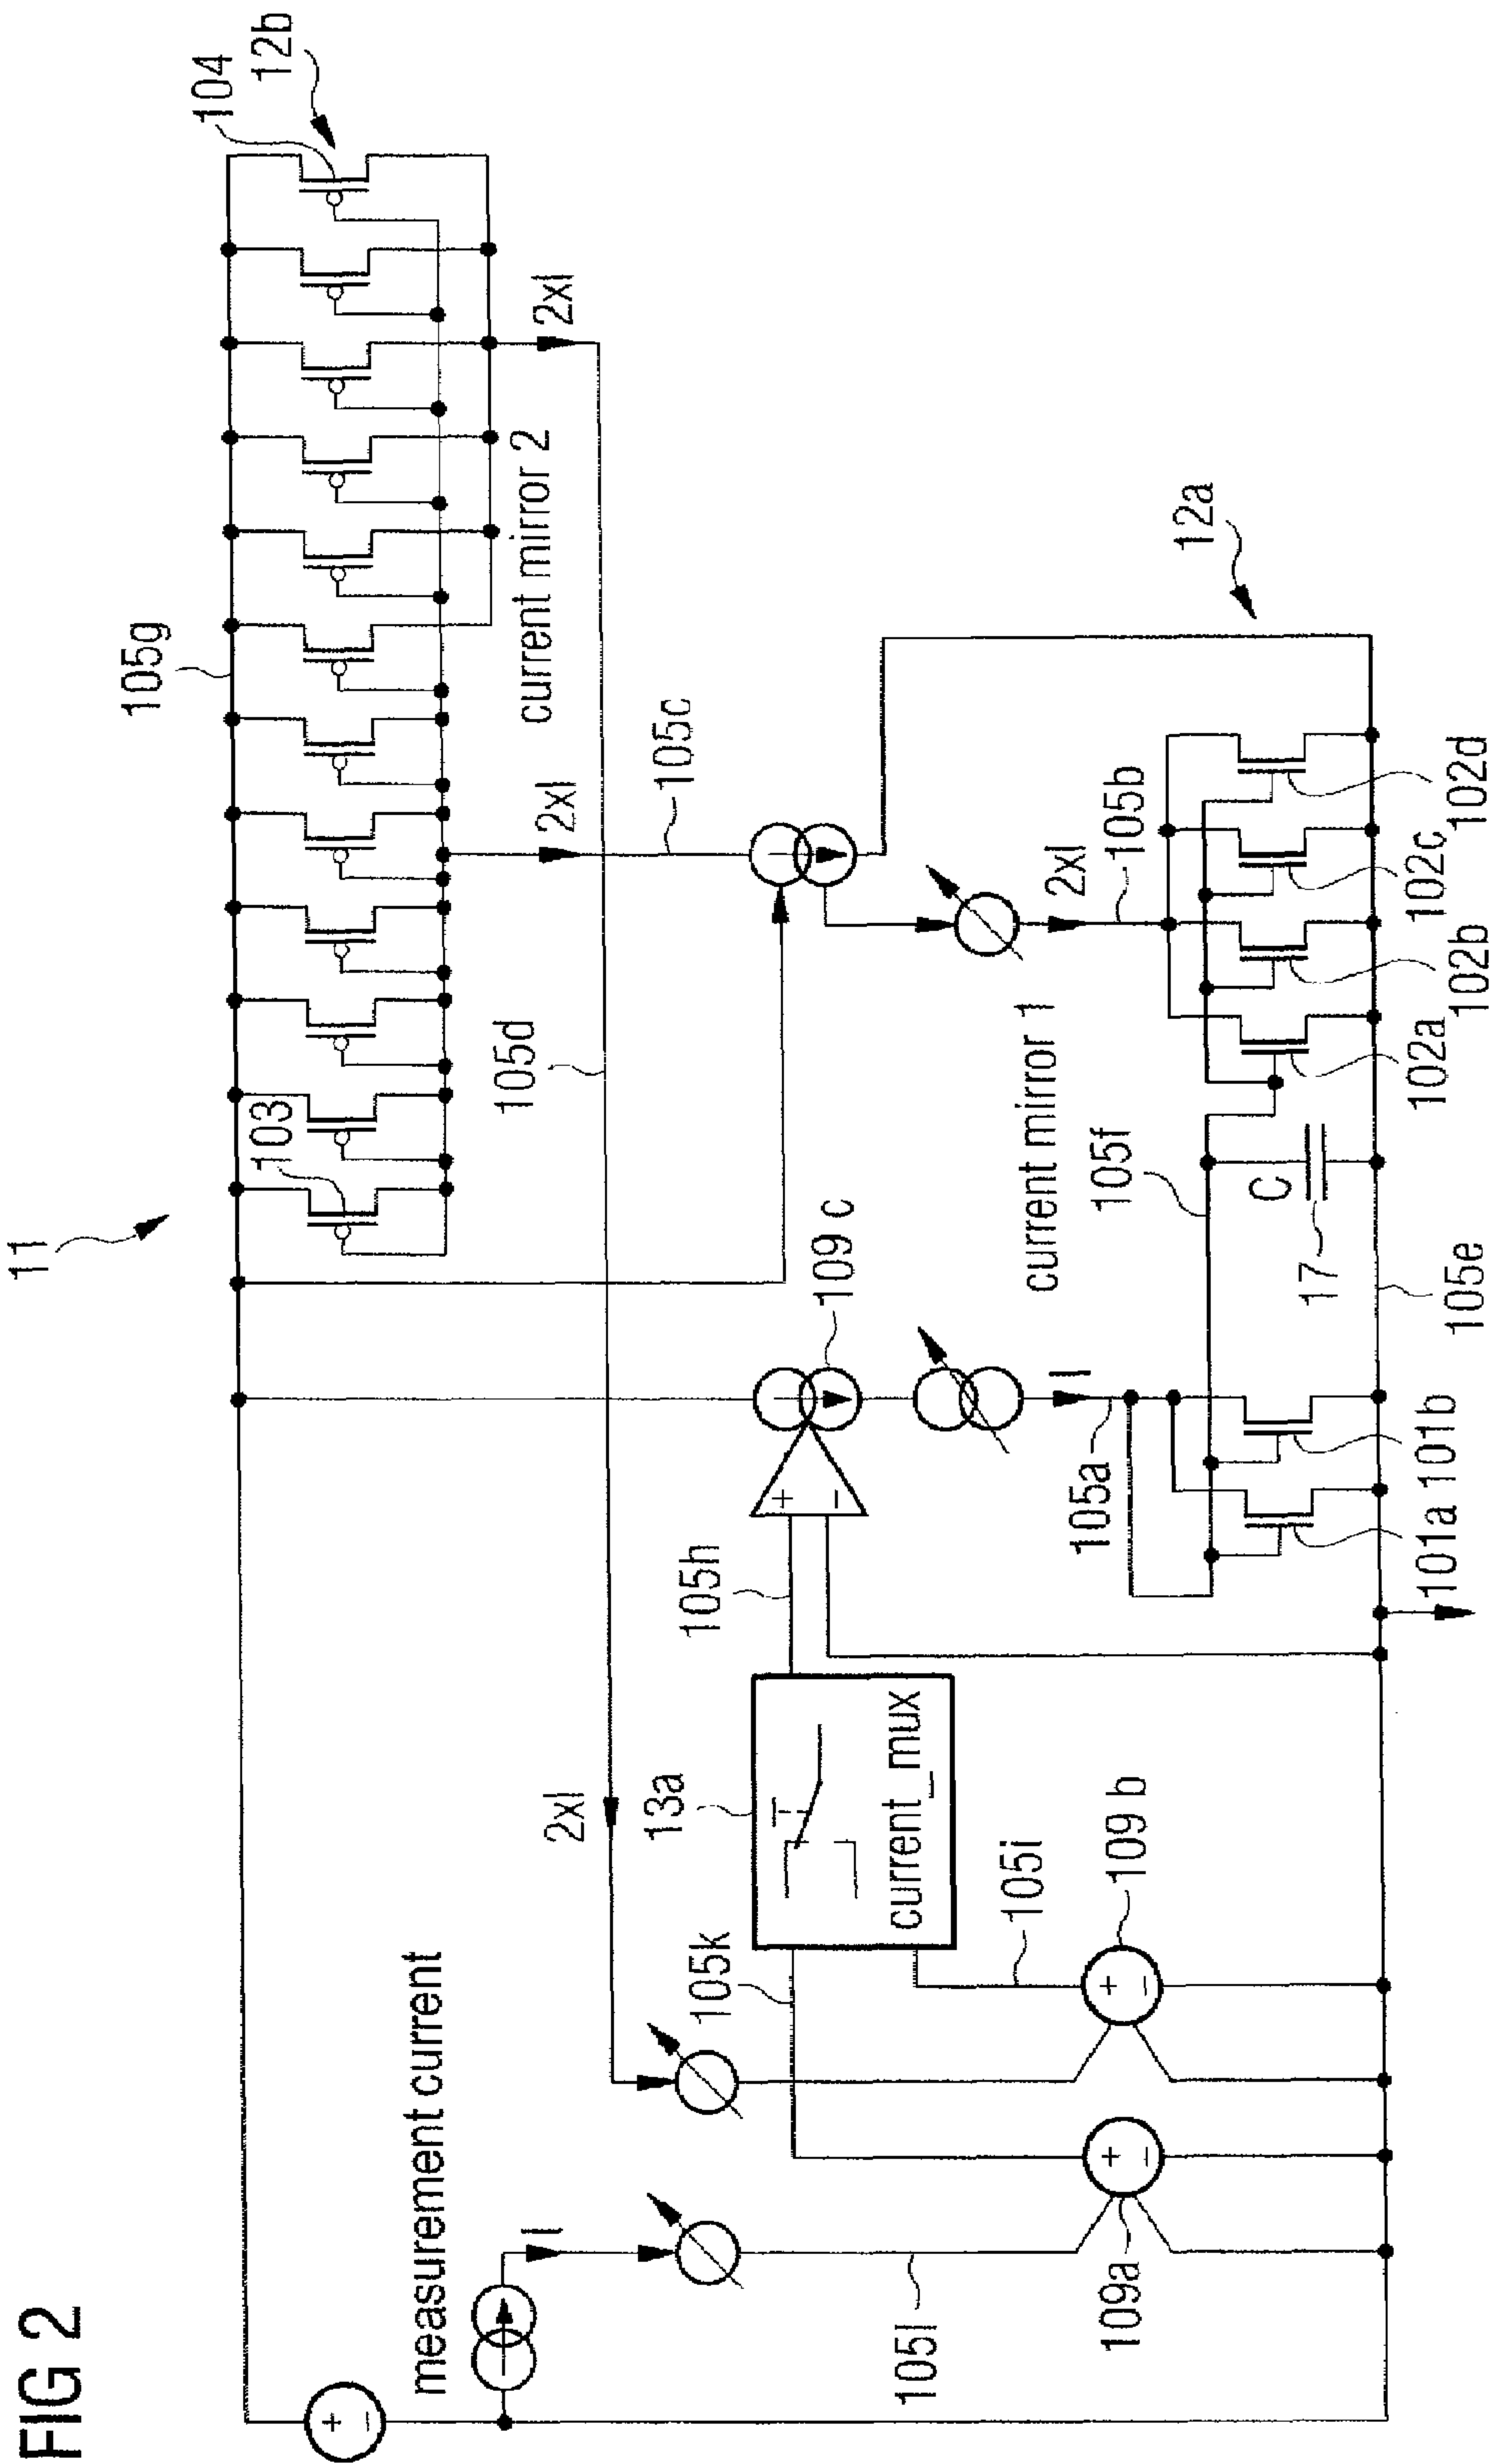 FIG 2
11
105g
104
12b
103
measurement current
I
105d
current mirror 2
2xI
2xI
2xI
105c
13a
105h
109 c
105k
current_mux
I
105a
current mirror 1
105f
2xI
105b
12a
C
17
105l
109a
105i
109 b
101a
101b
105e
102a
102b
102c
102d
+
−
+
−
+
−
+
−